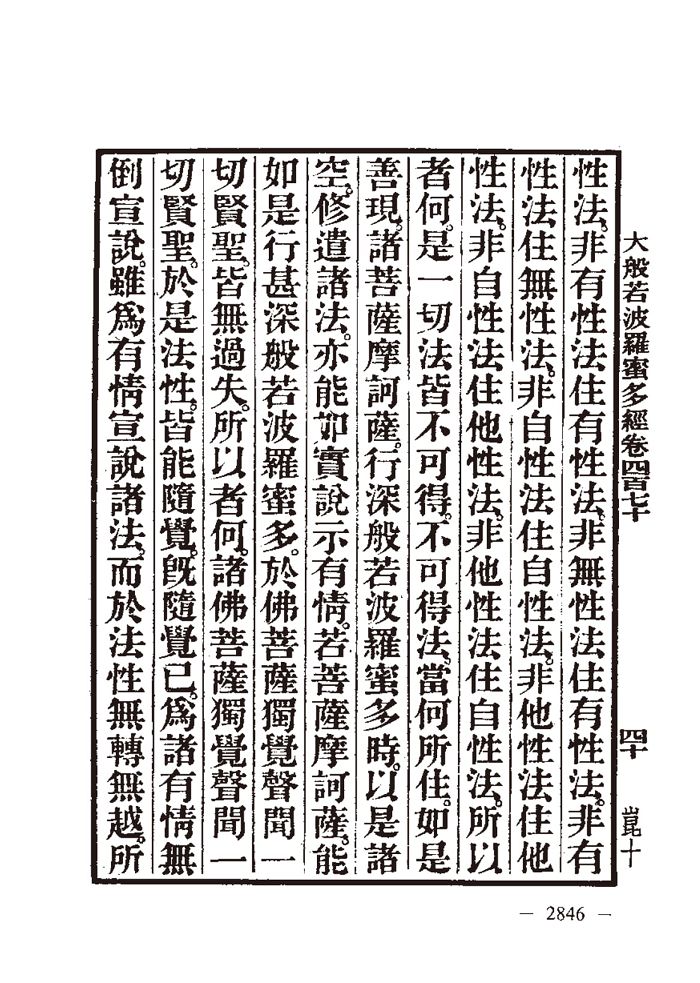 大般若波羅蜜多經卷四百七十
四十
崑十
性法。非有性法住有性法。非無性法住有性法。非有
性法住無性法。非自性法住自性法。非他性法住他
性法。非自性法住他性法。非他性法住自性法。所以
者何。是一切法皆不可得。不可得法。當何所住。如是
善現。諸菩薩摩訶薩。行深般若波羅蜜多時。以是諸
空。修遣諸法。亦能如實說示有情。若菩薩摩訶薩。能
如是行甚深般若波羅蜜多。於佛菩薩獨覺聲聞一
切賢聖。皆無過失。所以者何。諸佛菩薩獨覺聲聞一
切賢聖。於是法性。皆能隨覺。既隨覺已。爲諸有情無
倒宣說。雖爲有情宣說諸法。而於法性無轉無越。所
— 2846 —